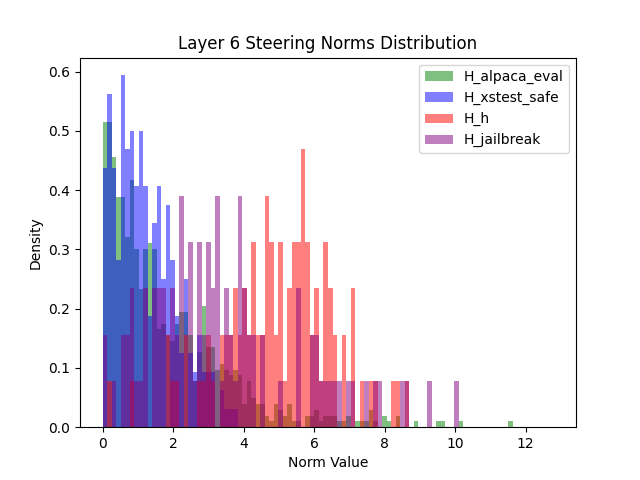 Layer 6 Steering Norms Distribution
H_alpaca_eval
H_xstest_safe
H_h
H_jailbreak
Density
0.6
0.5
0.4
0.3
0.2
0.1
0.0
0 2 4 6 8 10 12
Norm Value